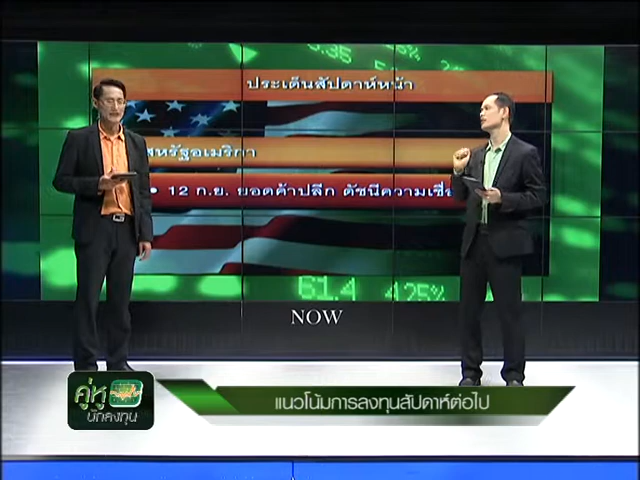 ประเด็นสัปดาห์หน้า
สหรัฐอเมริกา
• 12 ก.ย. ยอดค้าปลีก ดัชนีความเชื่อ
61.4 4.25%
NOW
คู่หู
นักลงทุน
แนวโน้มการลงทุนสัปดาห์ต่อไป